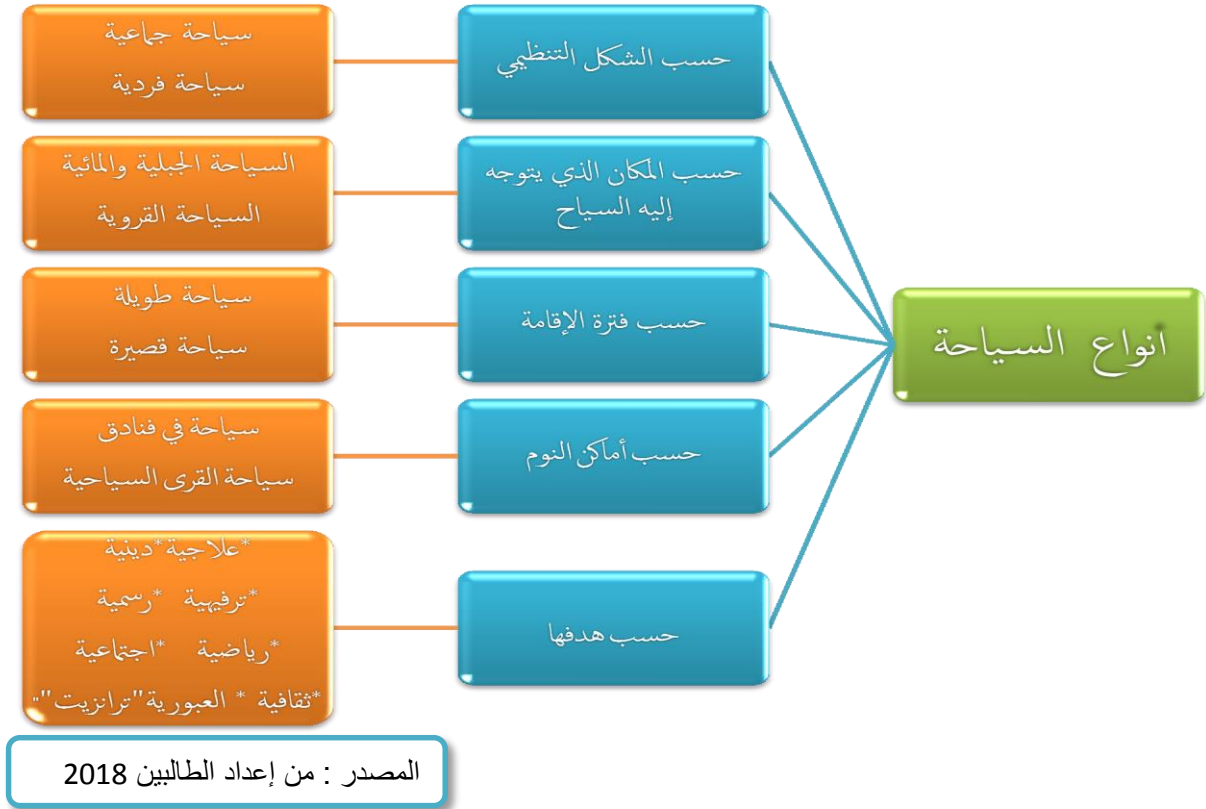 أنواع السياحة
حسب الشكل التنظيمي
سياحة جماعية
سياحة فردية
حسب المكان الذي يتوجه
إليه السياح
السياحة الجبلية والمائية
السياحة القروية
حسب فترة الإقامة
سياحة طويلة
سياحة قصيرة
حسب أماكن النوم
سياحة في فنادق
سياحة القرى السياحية
حسب هدفها
*علاجية*دينية
*ترفيهية *رسمية
*رياضية *اجتماعية
*ثقافية * العبورية"ترانزيت""
المصدر : من إعداد الطالبين 2018